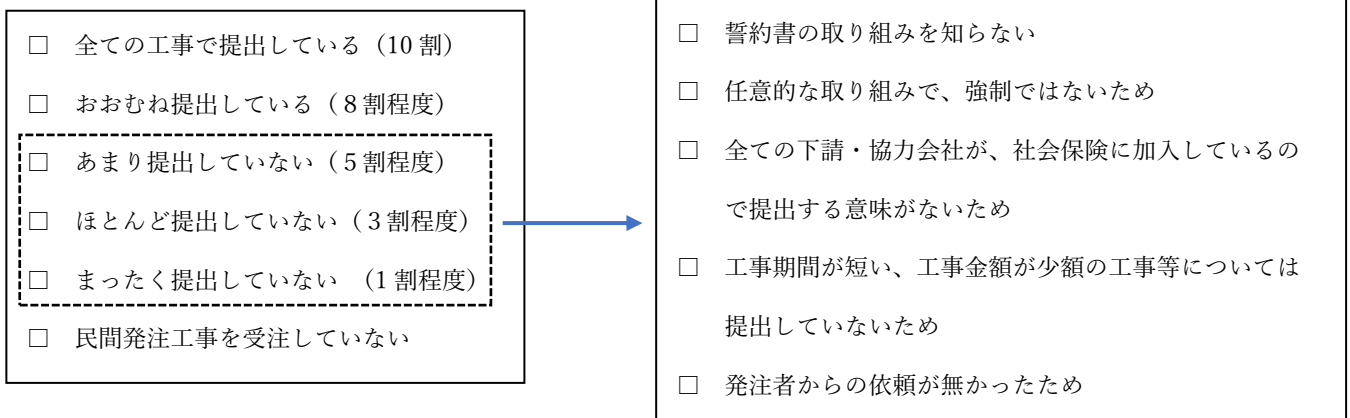 □ 全ての工事で提出している（10 割）
□ おおむね提出している（８割程度）
□ あまり提出していない（５割程度）
□ ほとんど提出していない（３割程度）
□ まったく提出していない （1 割程度）
□ 民間発注工事を受注していない
□ 誓約書の取り組みを知らない
□ 任意的な取り組みで、強制ではないため
□ 全ての下請・協力会社が、社会保険に加入しているの
で提出する意味がないため
□ 工事期間が短い、工事金額が少額の工事等については
提出していないため
□ 発注者からの依頼が無かったため